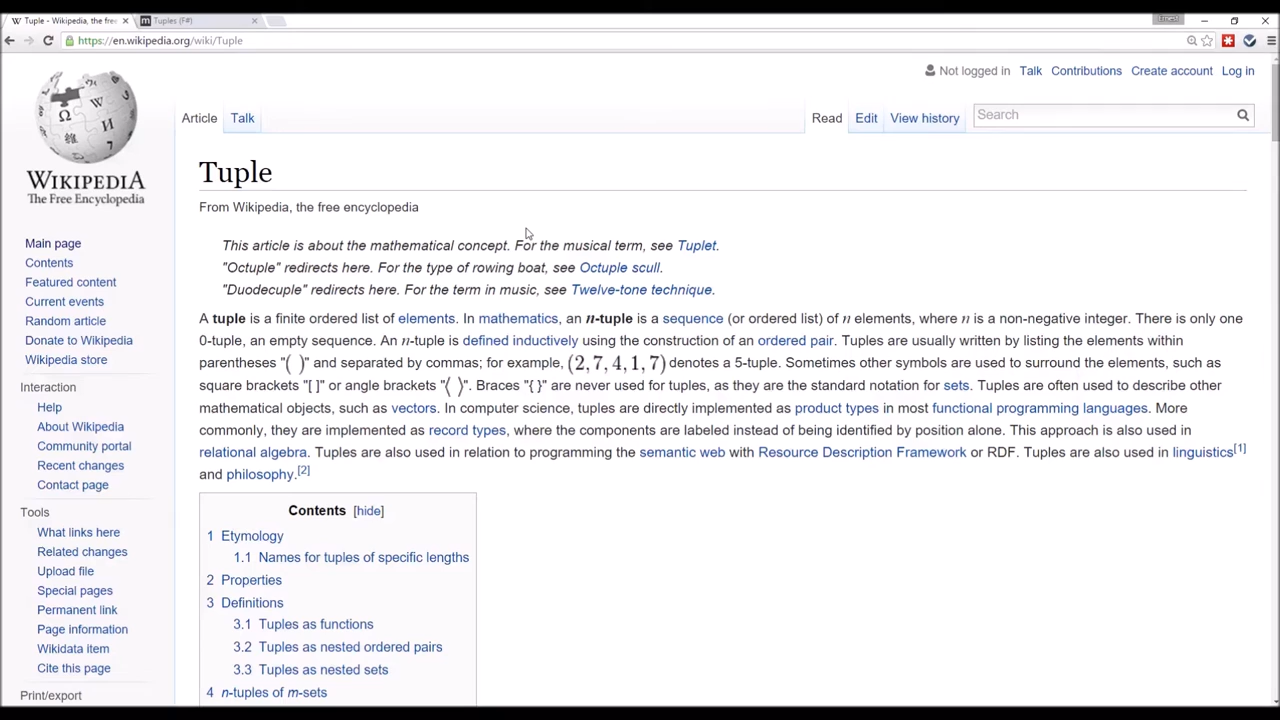 Tuple - Wikipedia, the fre
Tuples (F#)
Ernest
https://en.wikipedia.org/wiki/Tuple
Not logged in Talk Contributions Create account Log in
Article Talk Read Edit View history Search
WIKIPEDIA
The Free Encyclopedia
Main page
Contents
Featured content
Current events
Random article
Donate to Wikipedia
Wikipedia store
Interaction
Help
About Wikipedia
Community portal
Recent changes
Contact page
Tools
What links here
Related changes
Upload file
Special pages
Permanent link
Page information
Wikidata item
Cite this page
Print/export
Tuple
From Wikipedia, the free encyclopedia
This article is about the mathematical concept. For the musical term, see Tuplet.
"Octuple" redirects here. For the type of rowing boat, see Octuple scull.
"Duodecuple" redirects here. For the term in music, see Twelve-tone technique.
A tuple is a finite ordered list of elements. In mathematics, an n-tuple is a sequence (or ordered list) of n elements, where n is a non-negative integer. There is only one
0-tuple, an empty sequence. An n-tuple is defined inductively using the construction of an ordered pair. Tuples are usually written by listing the elements within
parentheses "( )" and separated by commas; for example, (2, 7, 4, 1, 7) denotes a 5-tuple. Sometimes other symbols are used to surround the elements, such as
square brackets "[ ]" or angle brackets "⟨ ⟩". Braces "{ }" are never used for tuples, as they are the standard notation for sets. Tuples are often used to describe other
mathematical objects, such as vectors. In computer science, tuples are directly implemented as product types in most functional programming languages. More
commonly, they are implemented as record types, where the components are labeled instead of being identified by position alone. This approach is also used in
relational algebra. Tuples are also used in relation to programming the semantic web with Resource Description Framework or RDF. Tuples are also used in linguistics[1]
and philosophy.[2]
Contents [hide]
1 Etymology
1.1 Names for tuples of specific lengths
2 Properties
3 Definitions
3.1 Tuples as functions
3.2 Tuples as nested ordered pairs
3.3 Tuples as nested sets
4 n-tuples of m-sets